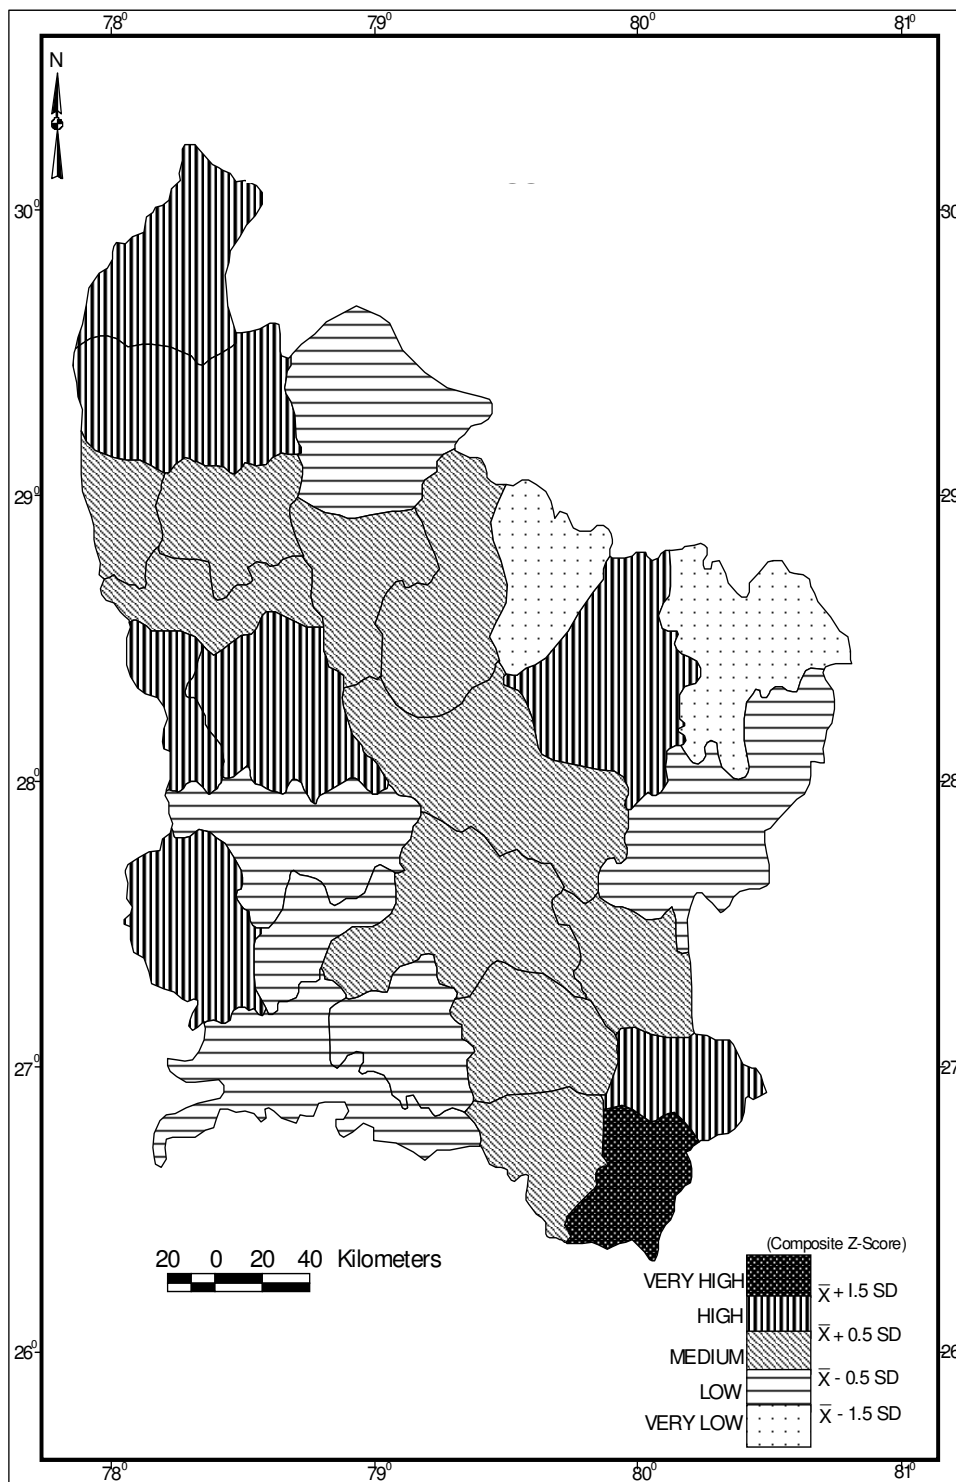 78⁰ 79⁰ 80⁰ 81⁰
N
30⁰ 30
29⁰ 29
28⁰ 28
27⁰ 27
26⁰ 26
20 0 20 40 Kilometers
(Composite Z-Score)
VERY HIGH
X̅ + I.5 SD
HIGH
X̅ + 0.5 SD
MEDIUM
X̅ - 0.5 SD
LOW
X̅ - 1.5 SD
VERY LOW
78⁰ 79⁰ 80⁰ 81⁰